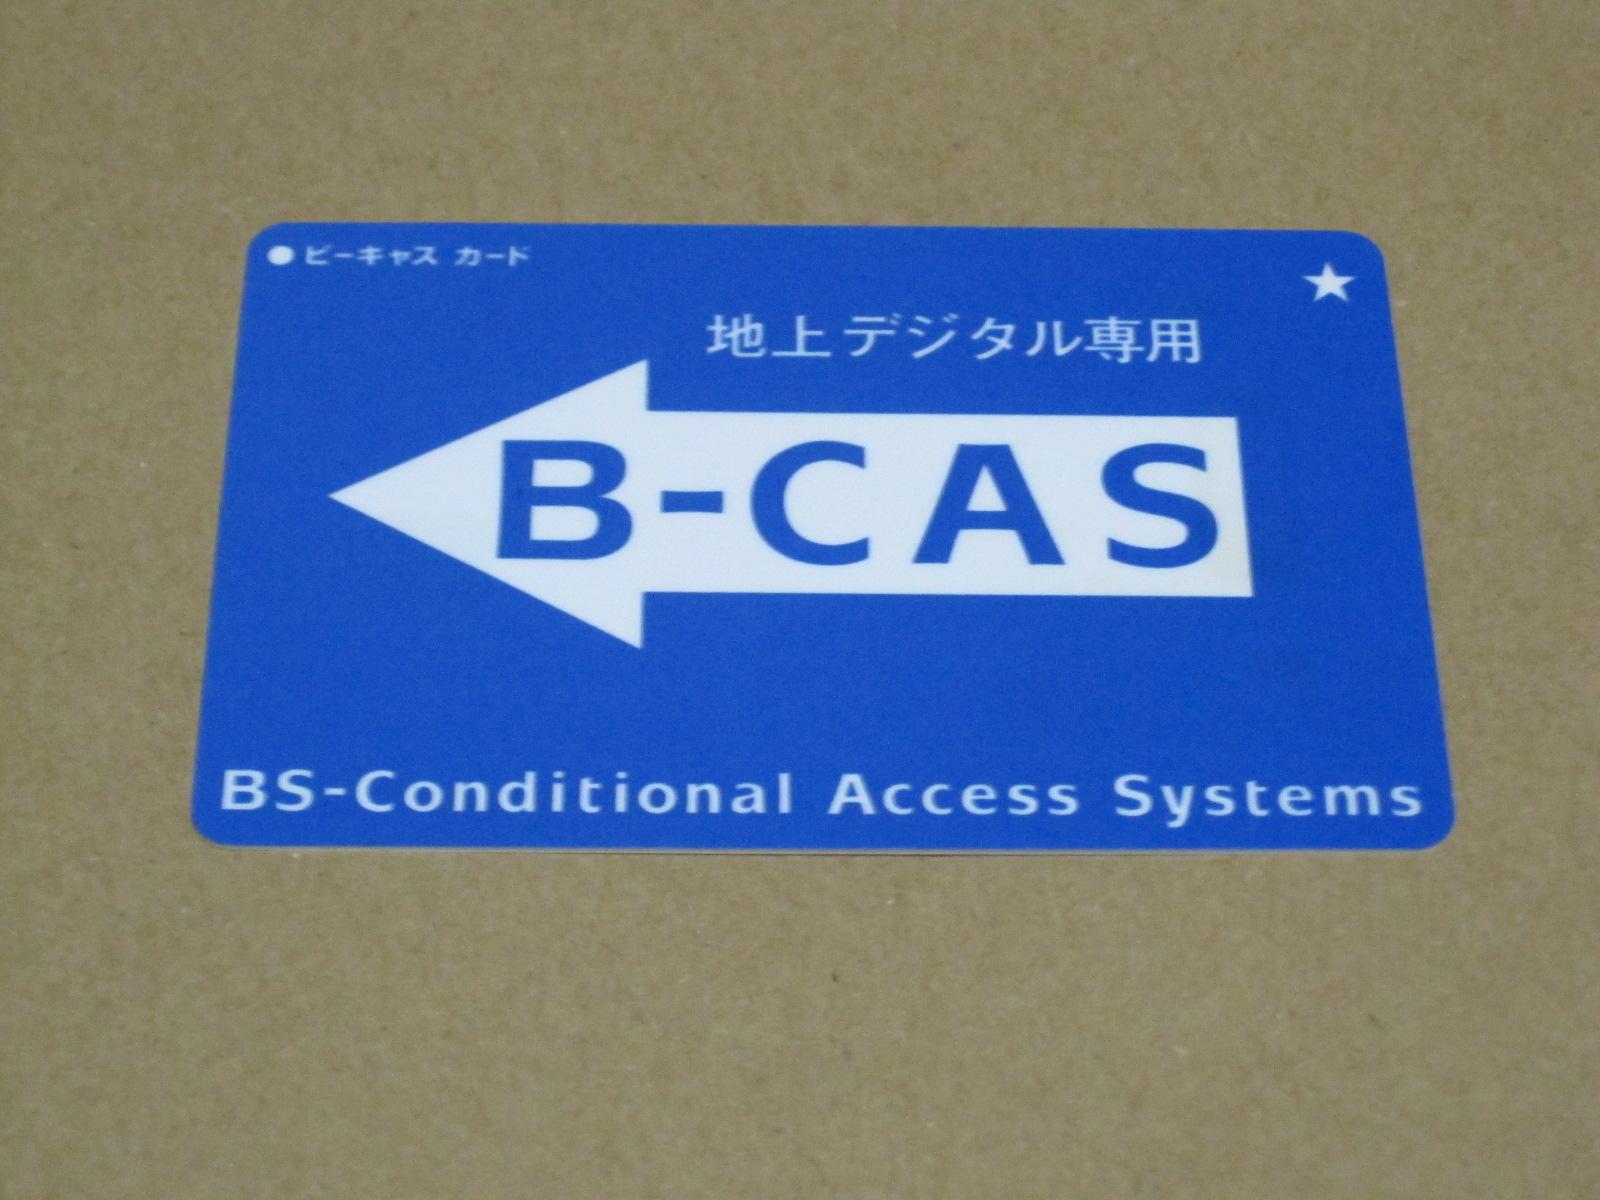 ●ビーキャス カード
★
地上デジタル専用
B-CAS
BS-Conditional Access Systems